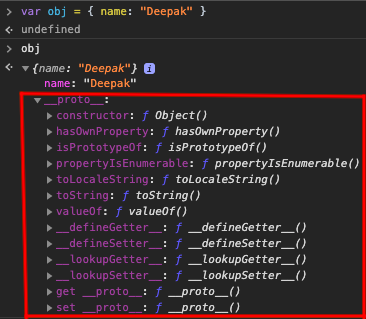 > var obj = { name: "Deepak" }
undefined
> obj
{name: "Deepak"} i
name: "Deepak"
__proto__:
constructor: ƒ Object()
hasOwnProperty: ƒ hasOwnProperty()
isPrototypeOf: ƒ isPrototypeOf()
propertyIsEnumerable: ƒ propertyIsEnumerable()
toLocaleString: ƒ toLocaleString()
toString: ƒ toString()
valueOf: ƒ valueOf()
__defineGetter__: ƒ __defineGetter__()
__defineSetter__: ƒ __defineSetter__()
__lookupGetter__: ƒ __lookupGetter__()
__lookupSetter__: ƒ __lookupSetter__()
get __proto__: ƒ __proto__()
set __proto__: ƒ __proto__()